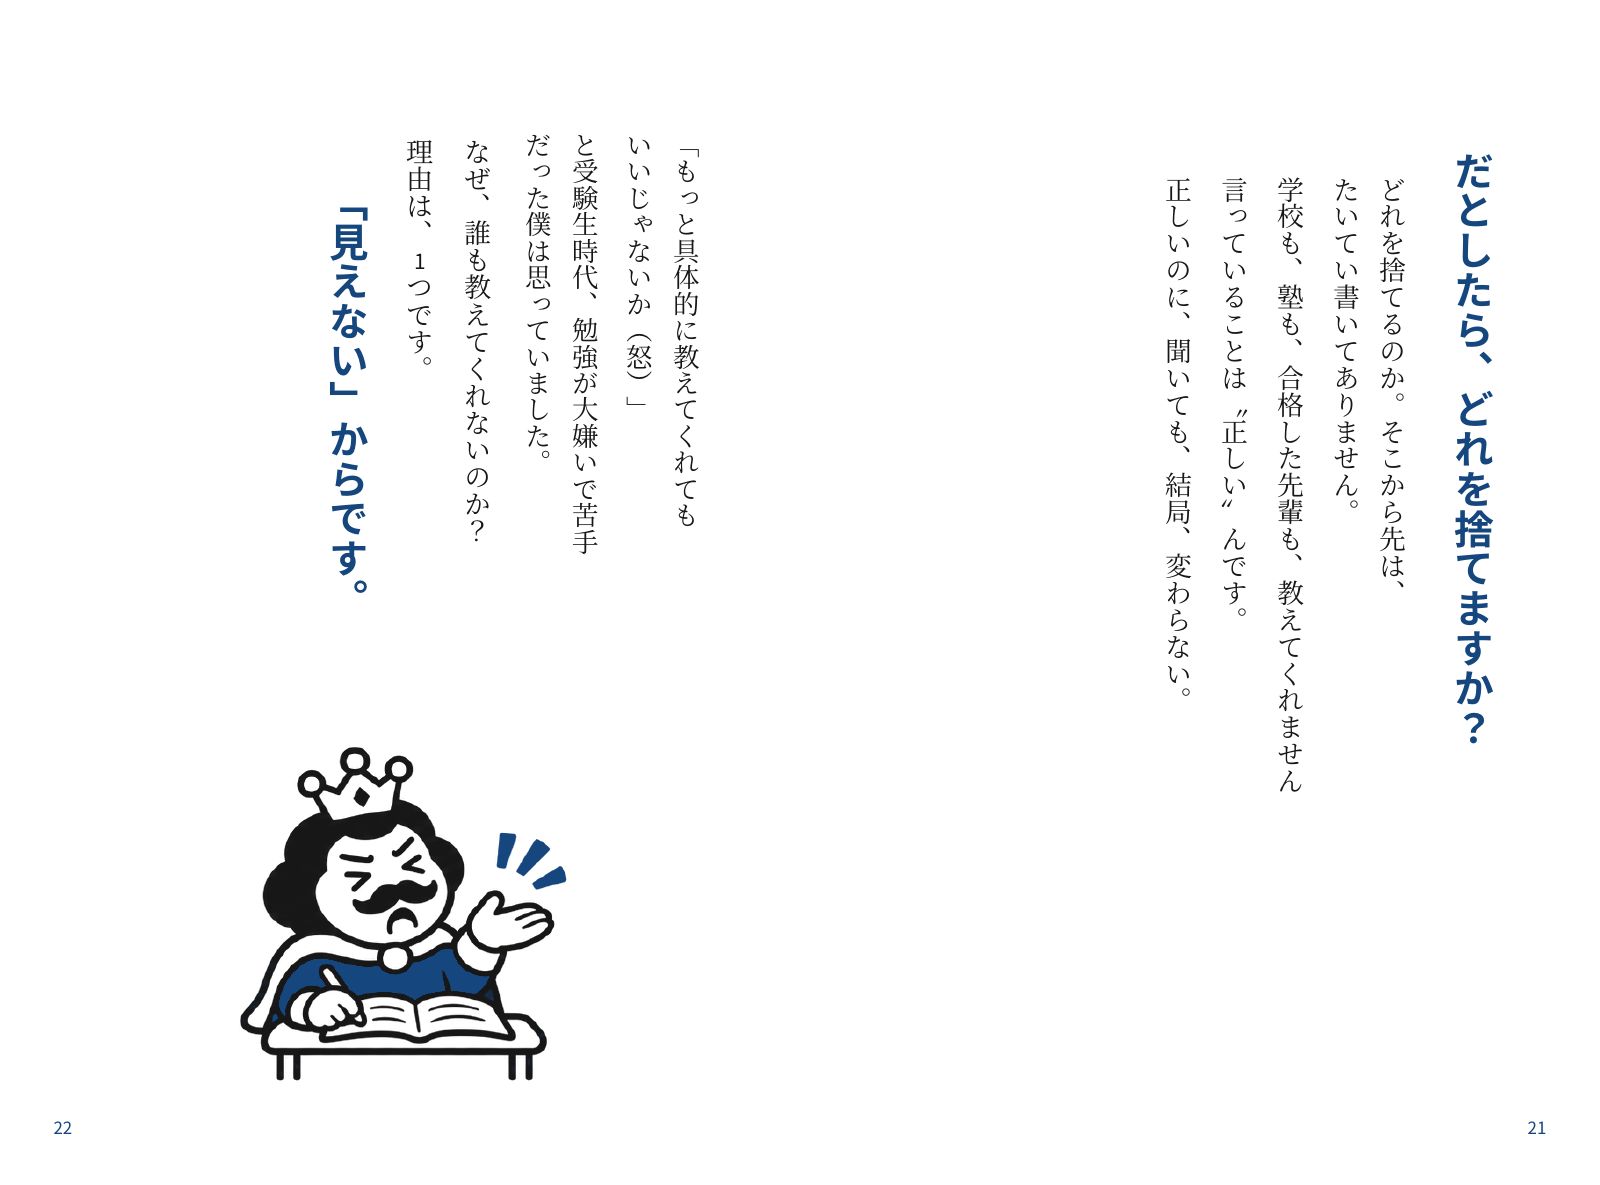 だとしたら、どれを捨てますか？
どれを捨てるのか。そこから先は、
たいてい書いてありません。
学校も、塾も、合格した先輩も、教えてくれません
言っていることは〝正しい〟んです。
正しいのに、聞いても、結局、変わらない。
21
「もっと具体的に教えてくれても
いいじゃないか（怒）」
と受験生時代、勉強が大嫌いで苦手
だった僕は思っていました。
なぜ、誰も教えてくれないのか？
理由は、1つです。
「見えない」からです。
22